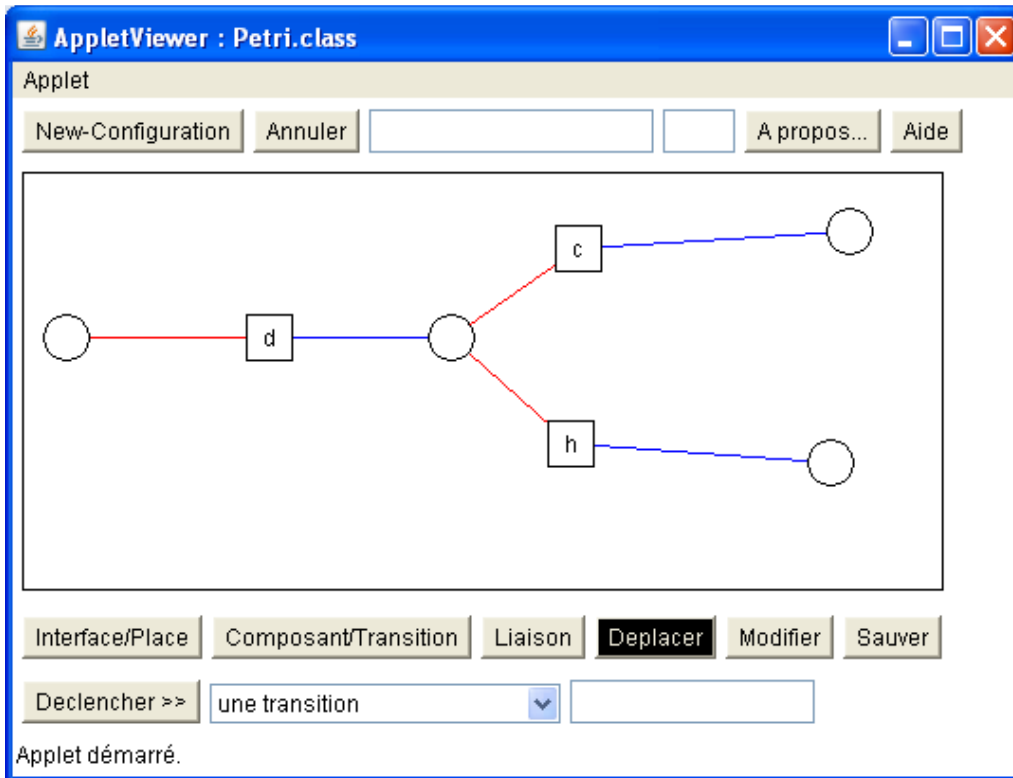 AppletViewer : Petri.class
Applet
New-Configuration Annuler A propos... Aide
c
d
h
Interface/Place Composant/Transition Liaison Deplacer Modifier Sauver
Declencher >> une transition
Applet démarré.